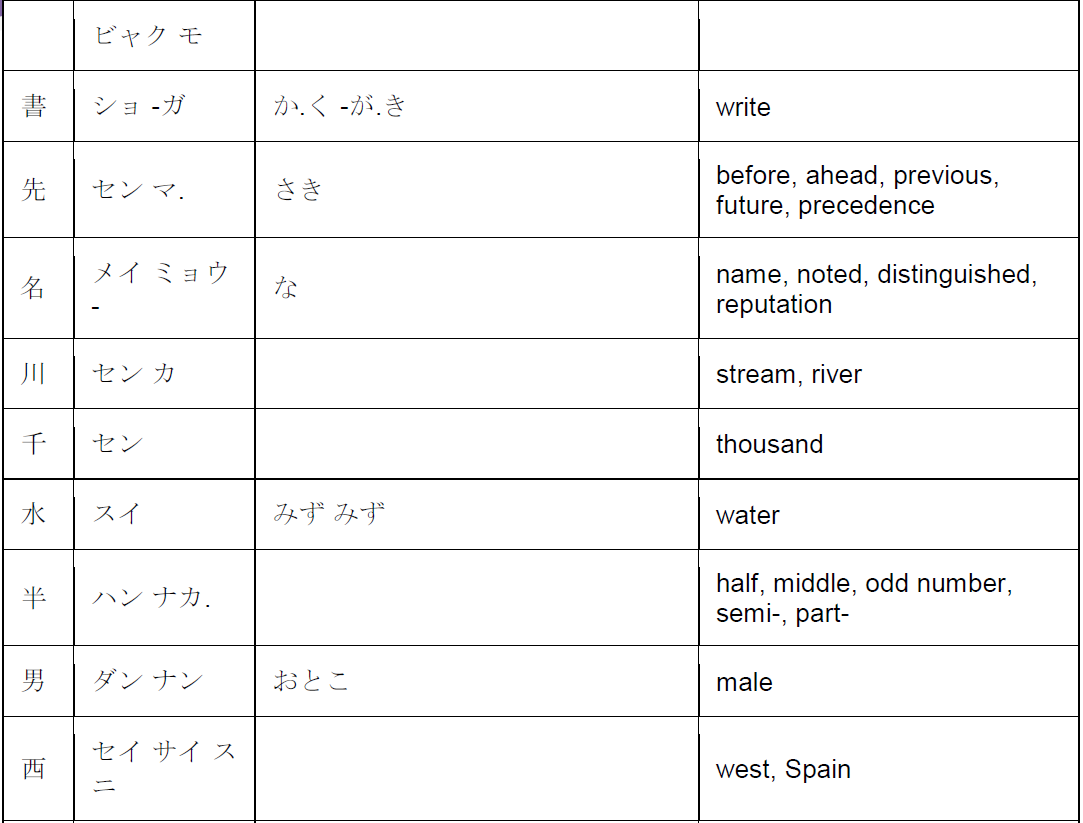 ビャク モ
書 ショ -ガ か.く -が.き write
先 セン マ. さき before, ahead, previous,
future, precedence
名 メイ ミョウ
- な name, noted, distinguished,
reputation
川 セン カ stream, river
千 セン thousand
水 スイ みず みず water
半 ハン ナカ. half, middle, odd number,
semi-, part-
男 ダン ナン おとこ male
西 セイ サイ ス
ニ west, Spain